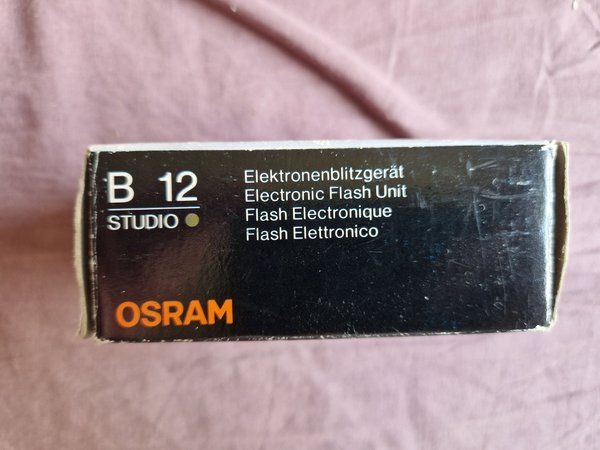 B 12
STUDIO
Elektronenblitzgerät
Electronic Flash Unit
Flash Electronique
Flash Elettronico
OSRAM